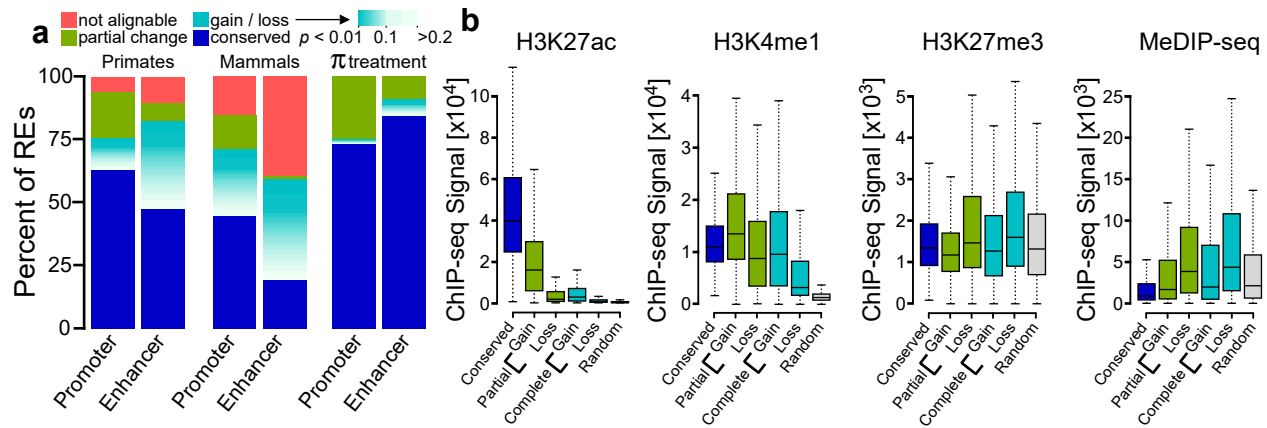 a
not alignable
gain / loss
partial change
conserved
p < 0.01 0.1 >0.2
Primates
Mammals
π treatment
Percent of REs
100
75
50
25
0
Promoter
Enhancer
Promoter
Enhancer
Promoter
Enhancer
b
H3K27ac
ChIP-seq Signal [x10⁴]
10
8
6
4
2
0
Conserved
Partial
Gain
Loss
Complete
Gain
Loss
Random
H3K4me1
ChIP-seq Signal [x10⁴]
4
3
2
1
0
Conserved
Partial
Gain
Loss
Complete
Gain
Loss
Random
H3K27me3
ChIP-seq Signal [x10³]
5
4
3
2
1
0
Conserved
Partial
Gain
Loss
Complete
Gain
Loss
Random
MeDIP-seq
ChIP-seq Signal [x10³]
25
20
15
10
5
0
Conserved
Partial
Gain
Loss
Complete
Gain
Loss
Random